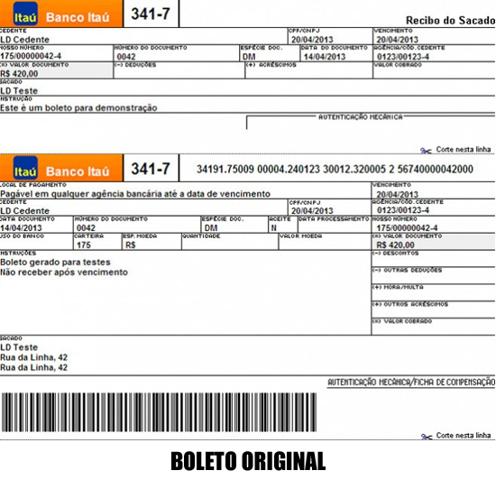 Itaú Banco Itaú 341-7 Recibo do Sacado
CEDENTE CPF/CNPJ VENCIMENTO
LD Cedente 20/04/2013 20/04/2013
NOSSO NÚMERO NÚMERO DO DOCUMENTO ESPÉCIE DOC. DATA DO DOCUMENTO AGÊNCIA/CÓD. CEDENTE
175/00000042-4 0042 DM 14/04/2013 0123/00123-4
(X) VALOR DOCUMENTO (-) DEDUÇÕES (+) ACRÉSCIMOS VALOR COBRADO
R$ 420,00
SACADO
LD Teste
INSTRUÇÃO
Este é um boleto para demonstração
AUTENTICAÇÃO MECÂNICA
Corte nesta linha
Itaú Banco Itaú 341-7 34191.75009 00004.240123 30012.320005 2 56740000042000
LOCAL DE PAGAMENTO VENCIMENTO
Pagável em qualquer agência bancária até a data de vencimento 20/04/2013
CEDENTE CPF/CNPJ AGÊNCIA/CÓD. CEDENTE
LD Cedente 20/04/2013 0123/00123-4
DATA DOCUMENTO NÚMERO DO DOCUMENTO ESPÉCIE DOC. ACEITE DATA PROCESSAMENTO NOSSO NÚMERO
14/04/2013 0042 DM N 175/00000042-4
USO DO BANCO CARTEIRA ESP. MOEDA QUANTIDADE VALOR MOEDA (X) VALOR DOCUMENTO
175 R$ R$ 420,00
INSTRUÇÕES (-) DESCONTOS
Boleto gerado para testes
Não receber após vencimento (-) OUTRAS DEDUÇÕES
(+) MORA/MULTA
(+) OUTROS ACRÉSCIMOS
(X) VALOR COBRADO
SACADO
LD Teste
Rua da Linha, 42
Rua da Linha, 42
AUTENTICAÇÃO MECÂNICA/FICHA DE COMPENSAÇÃO
Corte nesta linha
BOLETO ORIGINAL